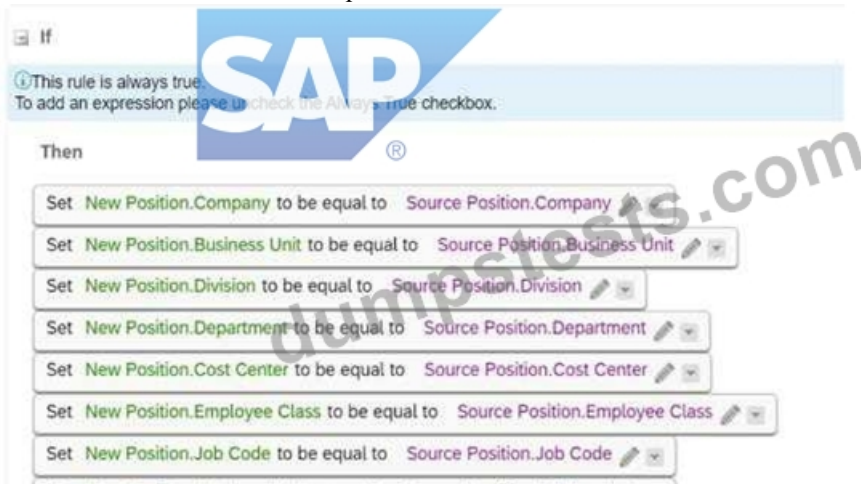 If
SAP
®
This rule is always true.
To add an expression please uncheck the Always True checkbox.
Then
Set New Position.Company to be equal to Source Position.Company
Set New Position.Business Unit to be equal to Source Position.Business Unit
Set New Position.Division to be equal to Source Position.Division
Set New Position.Department to be equal to Source Position.Department
Set New Position.Cost Center to be equal to Source Position.Cost Center
Set New Position.Employee Class to be equal to Source Position.Employee Class
Set New Position.Job Code to be equal to Source Position.Job Code
dumpstests.com